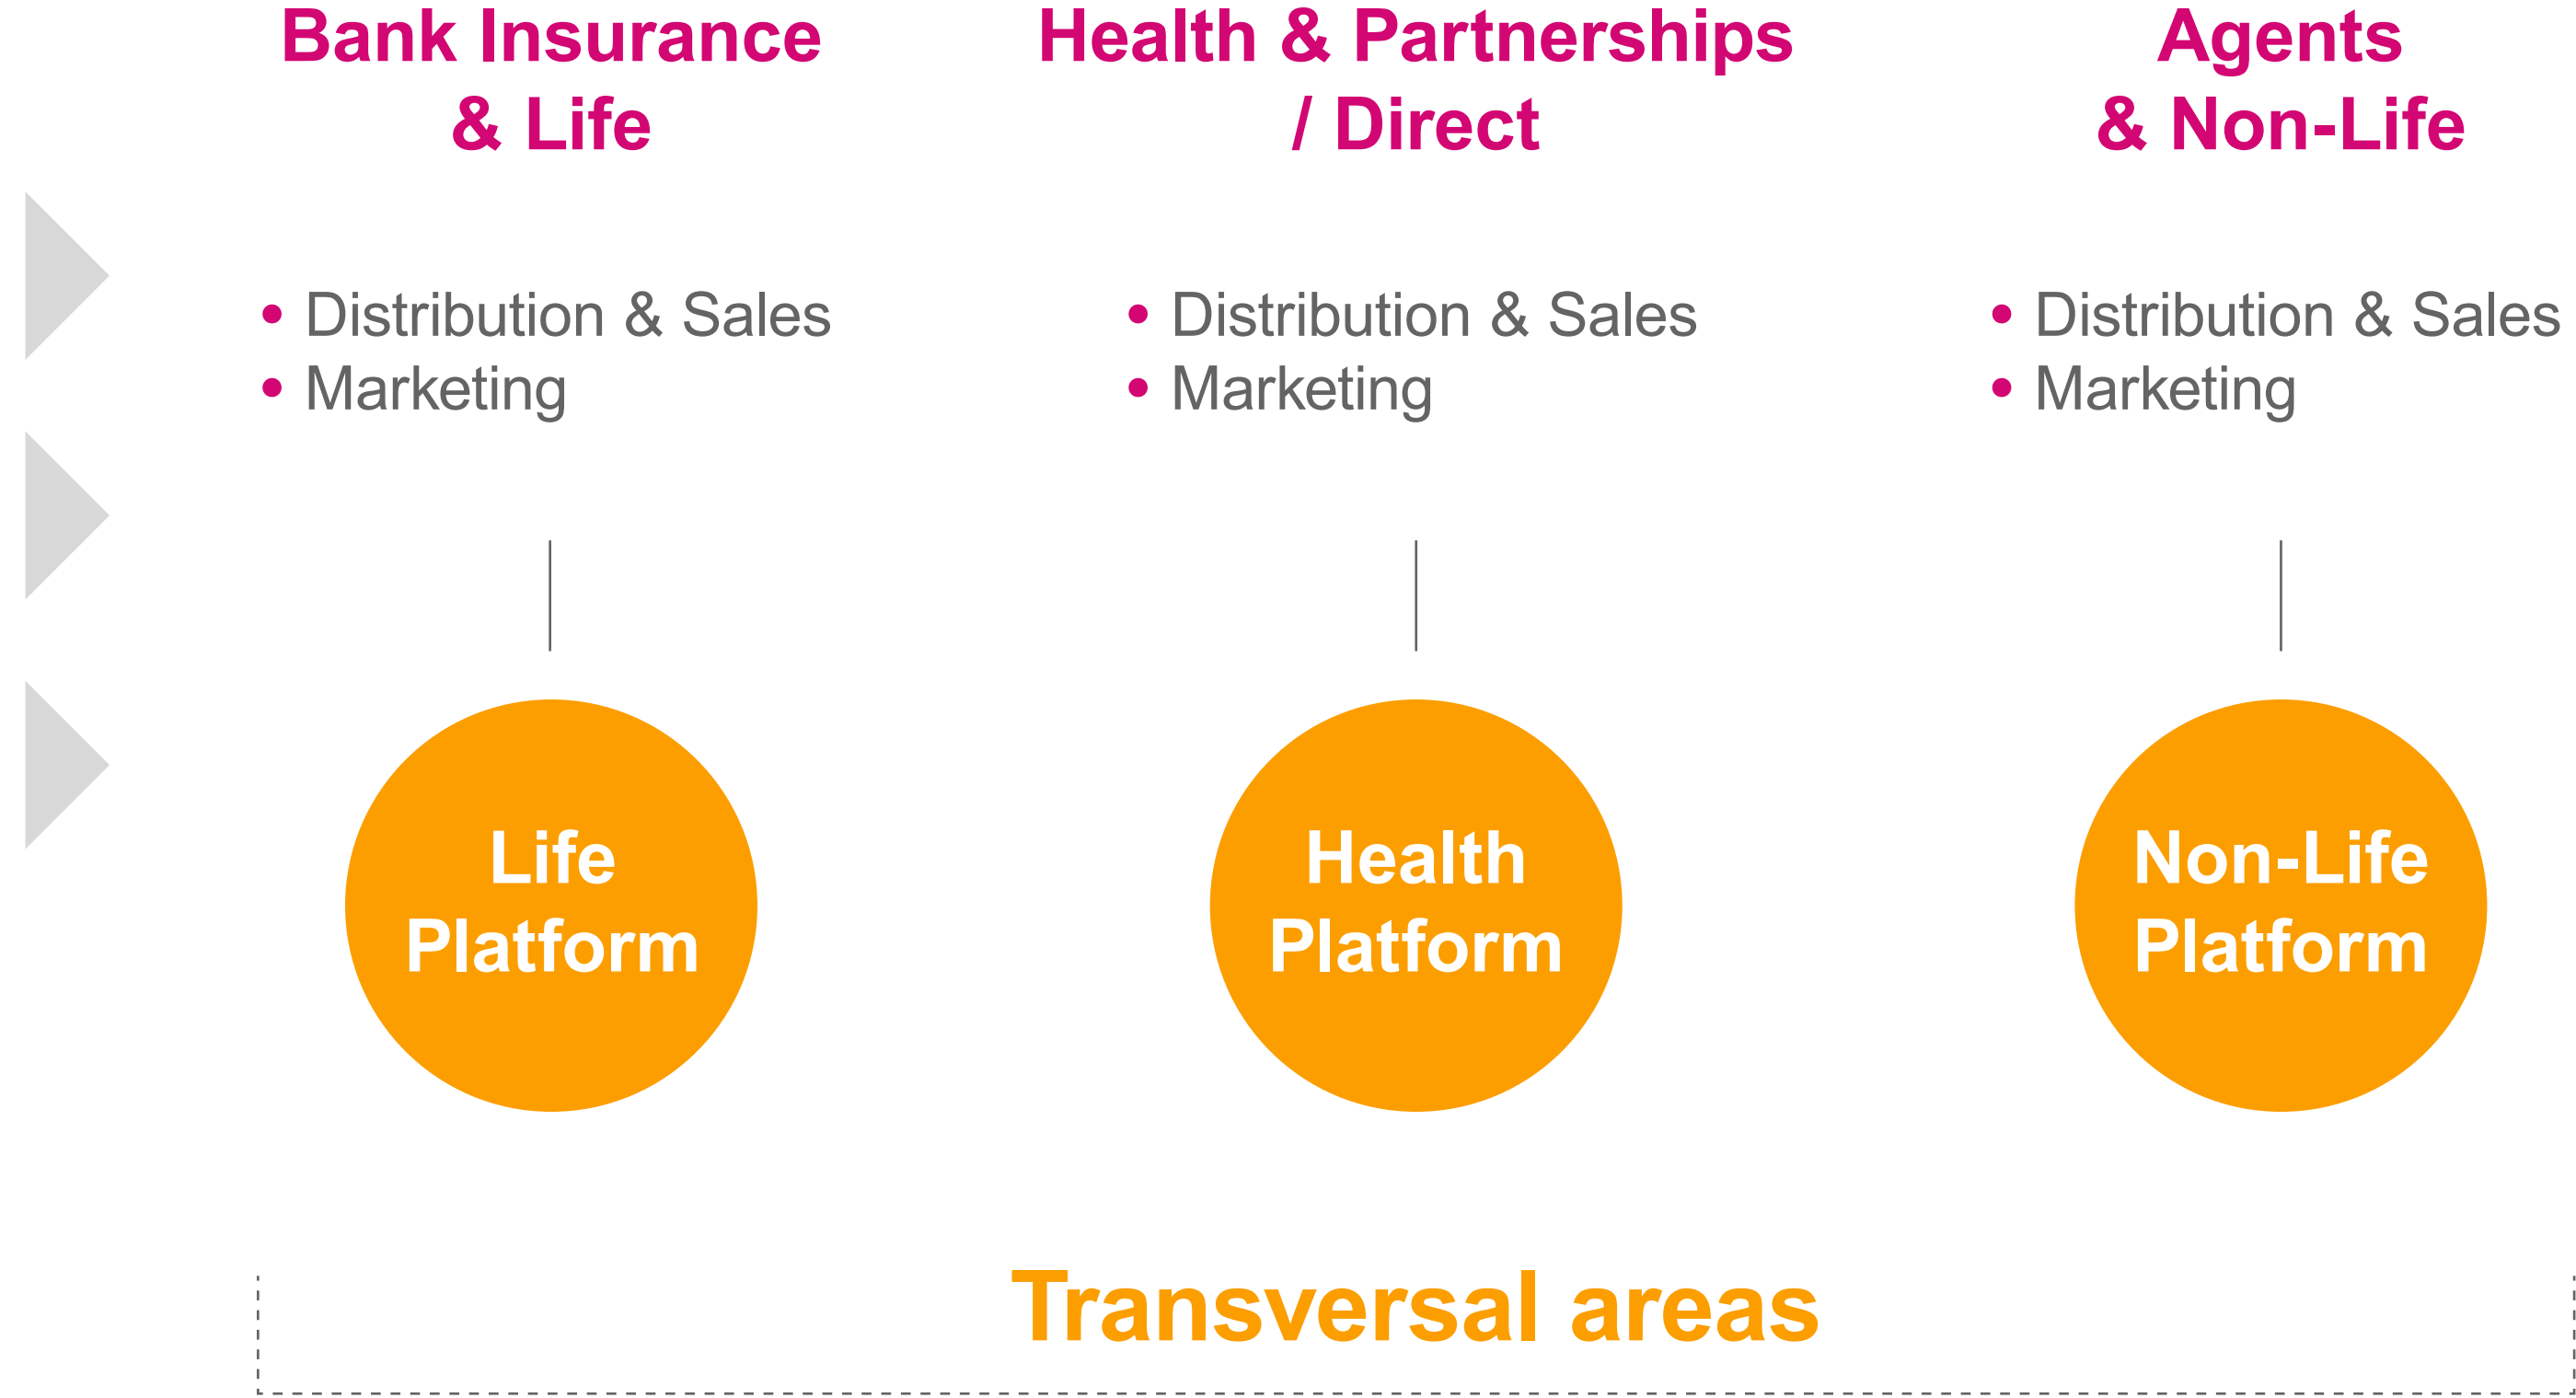 Bank Insurance
& Life
• Distribution & Sales
• Marketing
Life
Platform
Health & Partnerships
/ Direct
• Distribution & Sales
• Marketing
Health
Platform
Agents
& Non-Life
• Distribution & Sales
• Marketing
Non-Life
Platform
Transversal areas